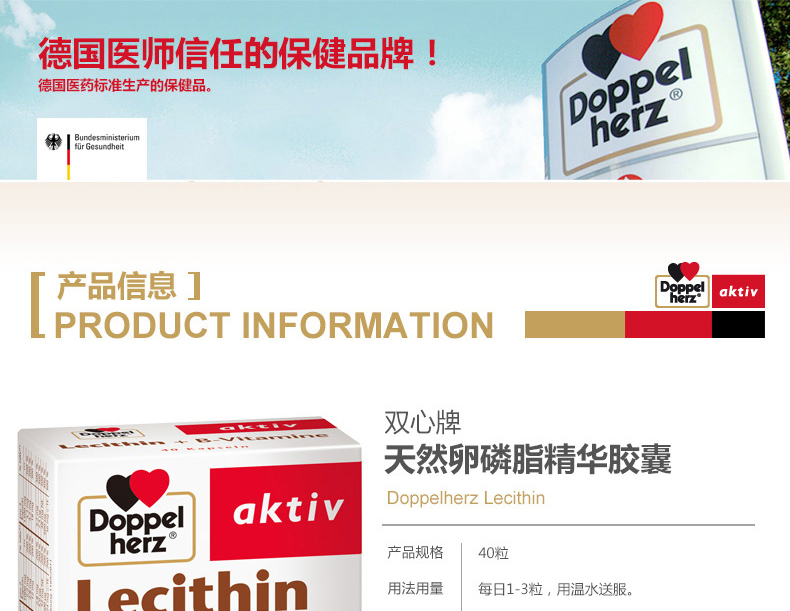 德国医师信任的保健品牌！
德国医药标准生产的保健品。
Doppel
herz®
Bundesministerium
für Gesundheit
产品信息
PRODUCT INFORMATION
Doppel
herz®
aktiv
双心牌
天然卵磷脂精华胶囊
Doppelherz Lecithin
产品规格 40粒
用法用量 每日1-3粒，用温水送服。
Doppel
herz
aktiv
Lecithin + B-Vitamine
40 Kapseln
Doppel
herz®
aktiv
Lecithin